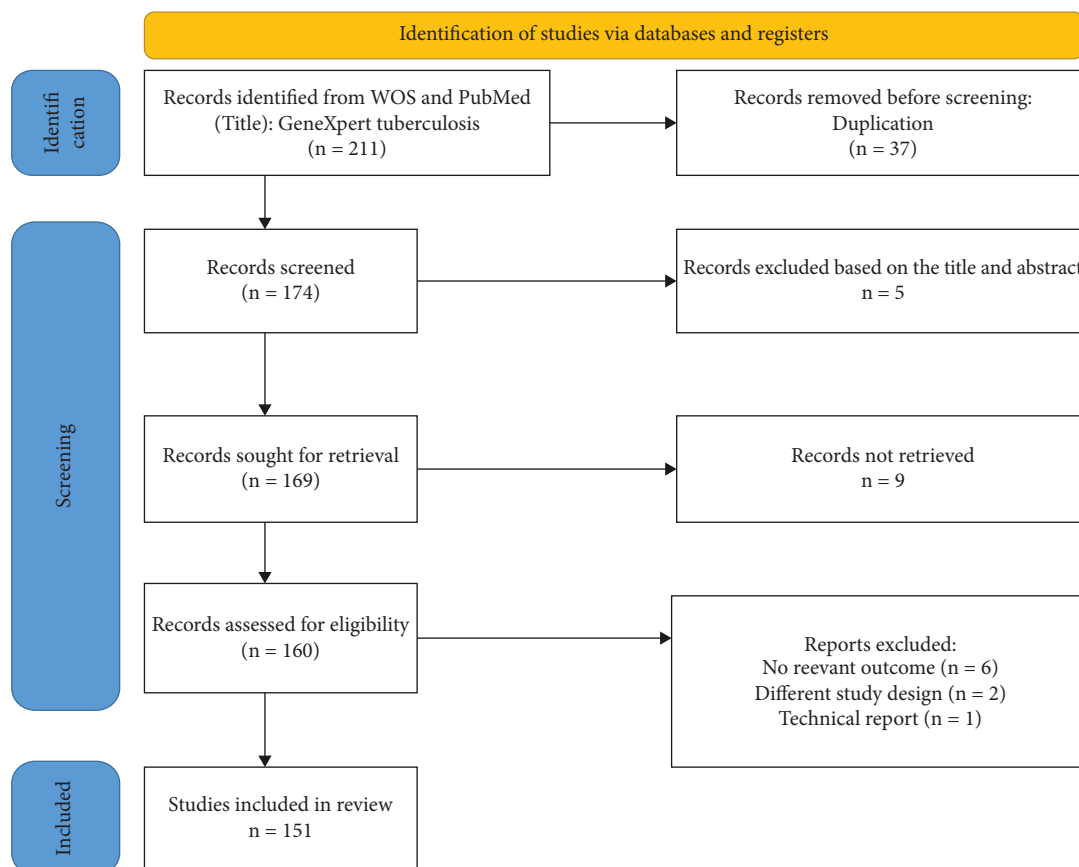 Identification of studies via databases and registers
Identifi
cation
Records identified from WOS and PubMed
(Title): GeneXpert tuberculosis
(n = 211)
Records removed before screening:
Duplication
(n = 37)
Screening
Records screened
(n = 174)
Records excluded based on the title and abstract
n = 5
Records sought for retrieval
(n = 169)
Records not retrieved
n = 9
Records assessed for eligibility
(n = 160)
Reports excluded:
No reevant outcome (n = 6)
Different study design (n = 2)
Technical report (n = 1)
Included
Studies included in review
n = 151